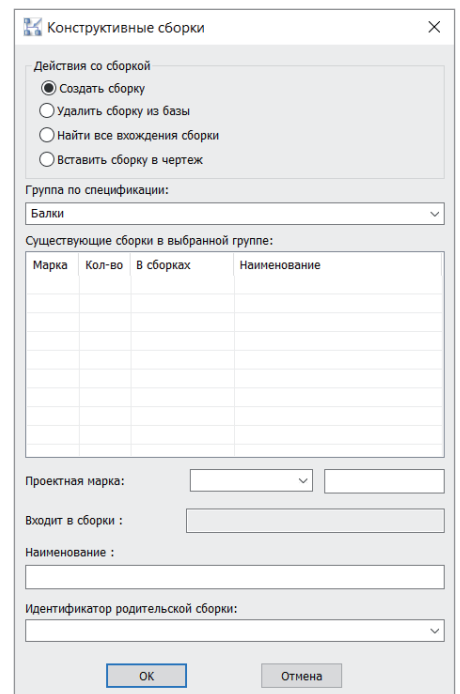 Конструктивные сборки
Действия со сборкой
Создать сборку
Удалить сборку из базы
Найти все вхождения сборки
Вставить сборку в чертеж
Группа по спецификации:
Балки
Существующие сборки в выбранной группе:
Марка Кол-во В сборках Наименование
Проектная марка:
Входит в сборки :
Наименование :
Идентификатор родительской сборки:
ОК Отмена